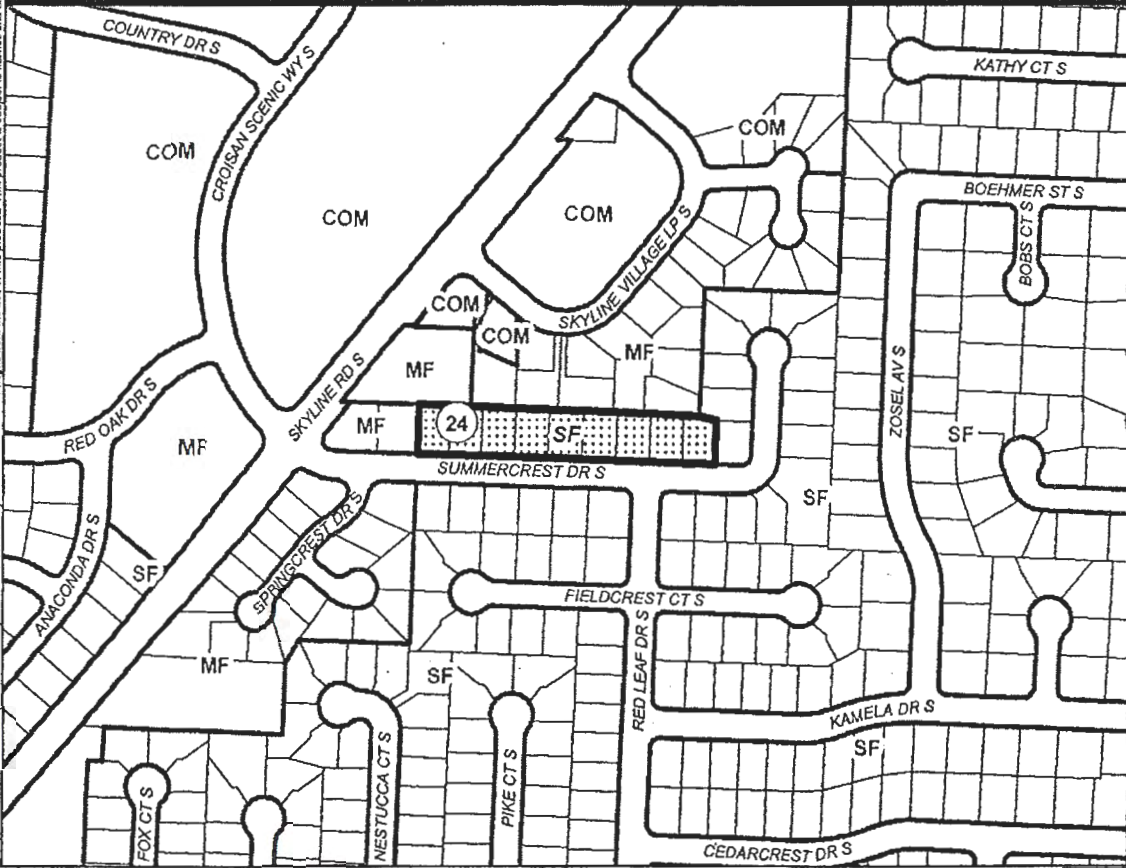 COUNTRY DR S
CROISAN SCENIC WY S
KATHY CT S
COM
COM
BOEHMER ST S
BOBS CT S
COM
COM
SKYLINE VILLAGE LP S
COM
COM
MF
MF
SKYLINE RD S
ZOSEL AV S
RED OAK DR S
MF
MF
24
SF
SF
SUMMERCREST DR S
SF
SPRINGCREST DR S
ANACONDA DR S
SF
FIELDCREST CT S
RED LEAF DR S
MF
SF
KAMELA DR S
SF
NESTUCCA CT S
PIKE CT S
FOX CT S
CEDARCREST DR S